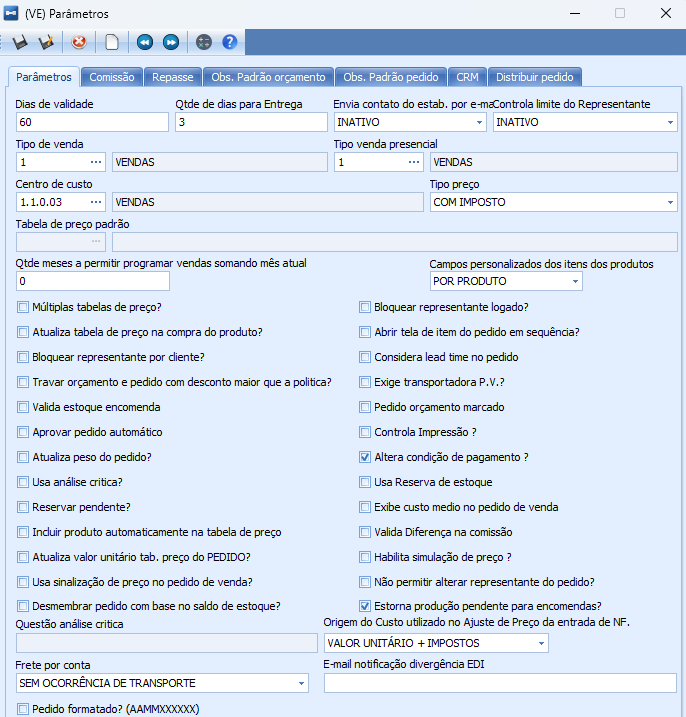 (VE) Parâmetros
Parâmetros Comissão Repasse Obs. Padrão orçamento Obs. Padrão pedido CRM Distribuir pedido
Dias de validade Qtde de dias para Entrega Envia contato do estab. por e-ma Controla limite do Representante
60 3 INATIVO INATIVO
Tipo de venda Tipo venda presencial
1 ... VENDAS 1 ... VENDAS
Centro de custo Tipo preço
1.1.0.03 ... VENDAS COM IMPOSTO
Tabela de preço padrão
...
Qtde meses a permitir programar vendas somando mês atual Campos personalizados dos itens dos produtos
0 POR PRODUTO
Múltiplas tabelas de preço? Bloquear representante logado?
Atualiza tabela de preço na compra do produto? Abrir tela de item do pedido em sequência?
Bloquear representante por cliente? Considera lead time no pedido
Travar orçamento e pedido com desconto maior que a politica? Exige transportadora P.V.?
Valida estoque encomenda Pedido orçamento marcado
Aprovar pedido automático Controla Impressão ?
Atualiza peso do pedido? Altera condição de pagamento ?
Usa análise critica? Usa Reserva de estoque
Reservar pendente? Exibe custo medio no pedido de venda
Incluir produto automaticamente na tabela de preço Valida Diferença na comissão
Atualiza valor unitário tab. preço do PEDIDO? Habilita simulação de preço ?
Usa sinalização de preço no pedido de venda? Não permitir alterar representante do pedido?
Desmembrar pedido com base no saldo de estoque? Estorna produção pendente para encomendas?
Questão análise critica Origem do Custo utilizado no Ajuste de Preço da entrada de NF.
VALOR UNITÁRIO + IMPOSTOS
Frete por conta E-mail notificação divergência EDI
SEM OCORRÊNCIA DE TRANSPORTE
Pedido formatado? (AAMMXXXXXX)